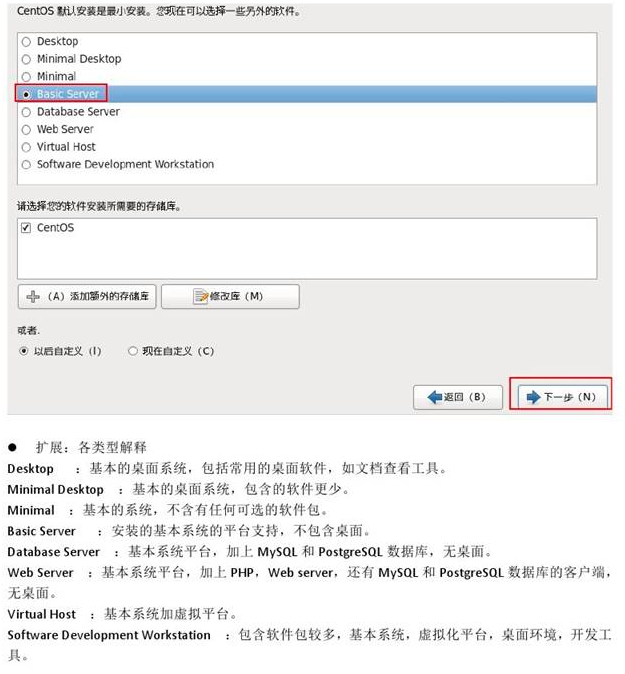 CentOS 默认安装是最小安装。您现在可以选择一些另外的软件。
Desktop
Minimal Desktop
Minimal
Basic Server
Database Server
Web Server
Virtual Host
Software Development Workstation
请选择您的软件安装所需要的存储库。
CentOS
（A）添加额外的存储库 修改库（M）
或者.
以后自定义（I） 现在自定义（C）
返回（B） 下一步（N）
● 扩展：各类型解释
Desktop ：基本的桌面系统，包括常用的桌面软件，如文档查看工具。
Minimal Desktop ：基本的桌面系统，包含的软件更少。
Minimal ：基本的系统，不含有任何可选的软件包。
Basic Server ：安装的基本系统的平台支持，不包含桌面。
Database Server ：基本系统平台，加上 MySQL 和 PostgreSQL 数据库，无桌面。
Web Server ：基本系统平台，加上 PHP，Web server，还有 MySQL 和 PostgreSQL 数据库的客户端，
无桌面。
Virtual Host ：基本系统加虚拟平台。
Software Development Workstation ：包含软件包较多，基本系统，虚拟化平台，桌面环境，开发工
具。